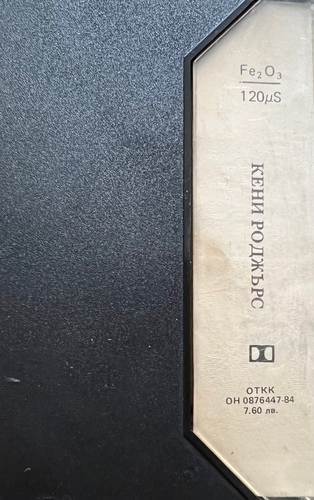 Fe₂O₃
120µS
КЕНИ РОДЖЪРС
ОТКК
ОН 0876447-84
7.60 лв.